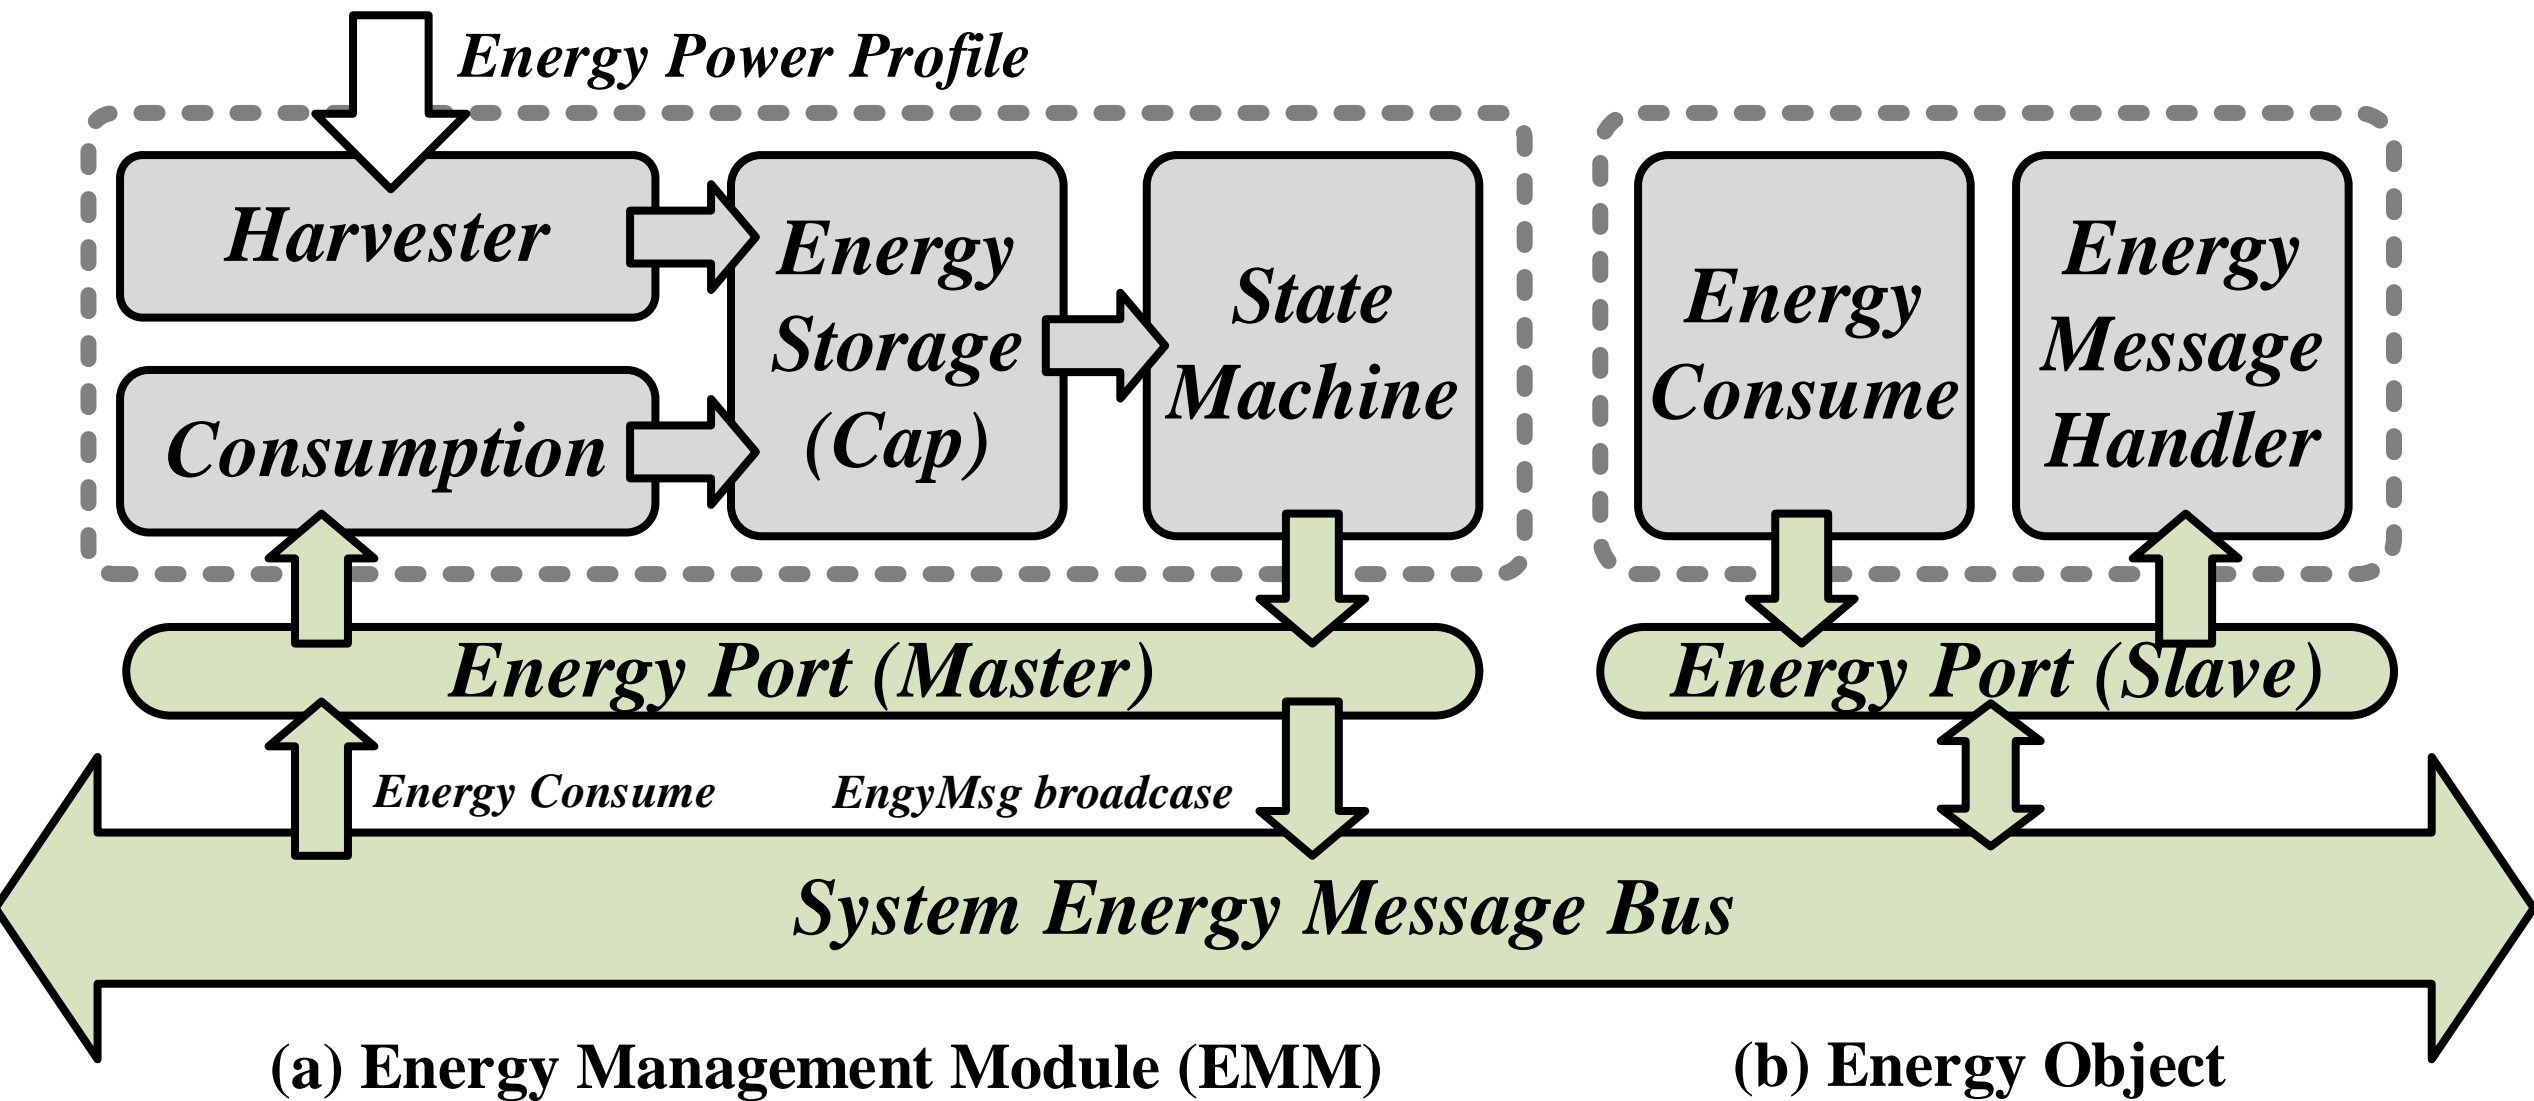 Energy Power Profile
Harvester
Consumption
Energy
Storage
(Cap)
State
Machine
Energy
Consume
Energy
Message
Handler
Energy Port (Master)
Energy Port (Slave)
Energy Consume
EngyMsg broadcase
System Energy Message Bus
(a) Energy Management Module (EMM)
(b) Energy Object